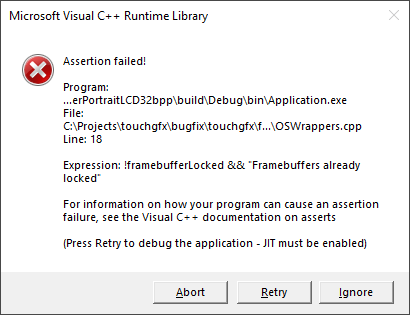 Microsoft Visual C++ Runtime Library
Assertion failed!
Program:
...erPortraitLCD32bpp\build\Debug\bin\Application.exe
File:
C:\Projects\touchgfx\bugfix\touchgfx\f...\OSWrappers.cpp
Line: 18
Expression: !framebufferLocked && "Framebuffers already
locked"
For information on how your program can cause an assertion
failure, see the Visual C++ documentation on asserts
(Press Retry to debug the application - JIT must be enabled)
Abort Retry Ignore